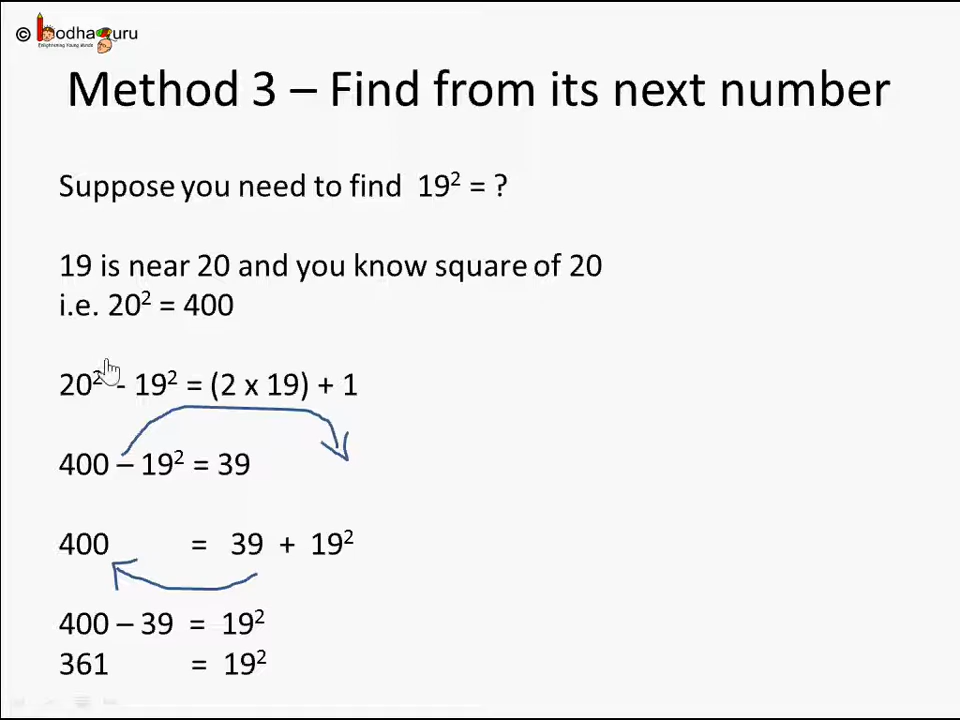 © bodhaguru
Enlightening Young Minds
Method 3 – Find from its next number
Suppose you need to find 19² = ?
19 is near 20 and you know square of 20
i.e. 20² = 400
20² - 19² = (2 x 19) + 1
400 – 19² = 39
400 = 39 + 19²
400 – 39 = 19²
361 = 19²